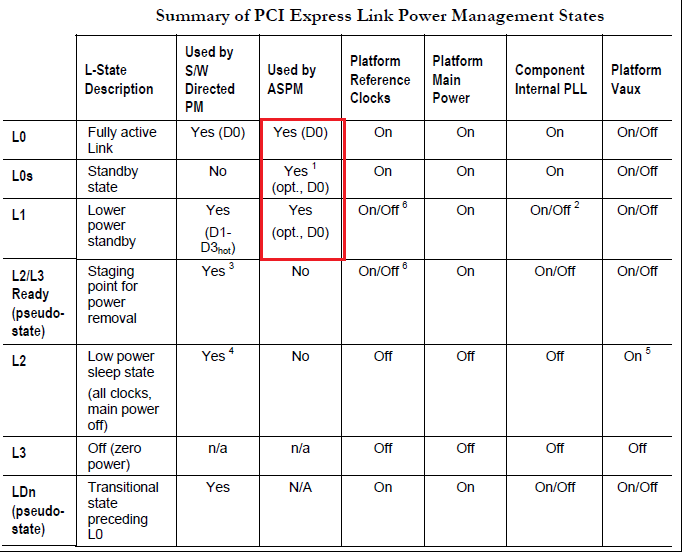 Summary of PCI Express Link Power Management States
L-State Description Used by S/W Directed PM Used by ASPM Platform Reference Clocks Platform Main Power Component Internal PLL Platform Vaux
L0 Fully active Link Yes (D0) Yes (D0) On On On On/Off
L0s Standby state No Yes 1 (opt., D0) On On On On/Off
L1 Lower power standby Yes (D1-D3hot) Yes (opt., D0) On/Off 6 On On/Off 2 On/Off
L2/L3 Ready (pseudo-state) Staging point for power removal Yes 3 No On/Off 6 On On/Off On/Off
L2 Low power sleep state (all clocks, main power off) Yes 4 No Off Off Off On 5
L3 Off (zero power) n/a n/a Off Off Off Off
LDn (pseudo-state) Transitional state preceding L0 Yes N/A On On On/Off On/Off